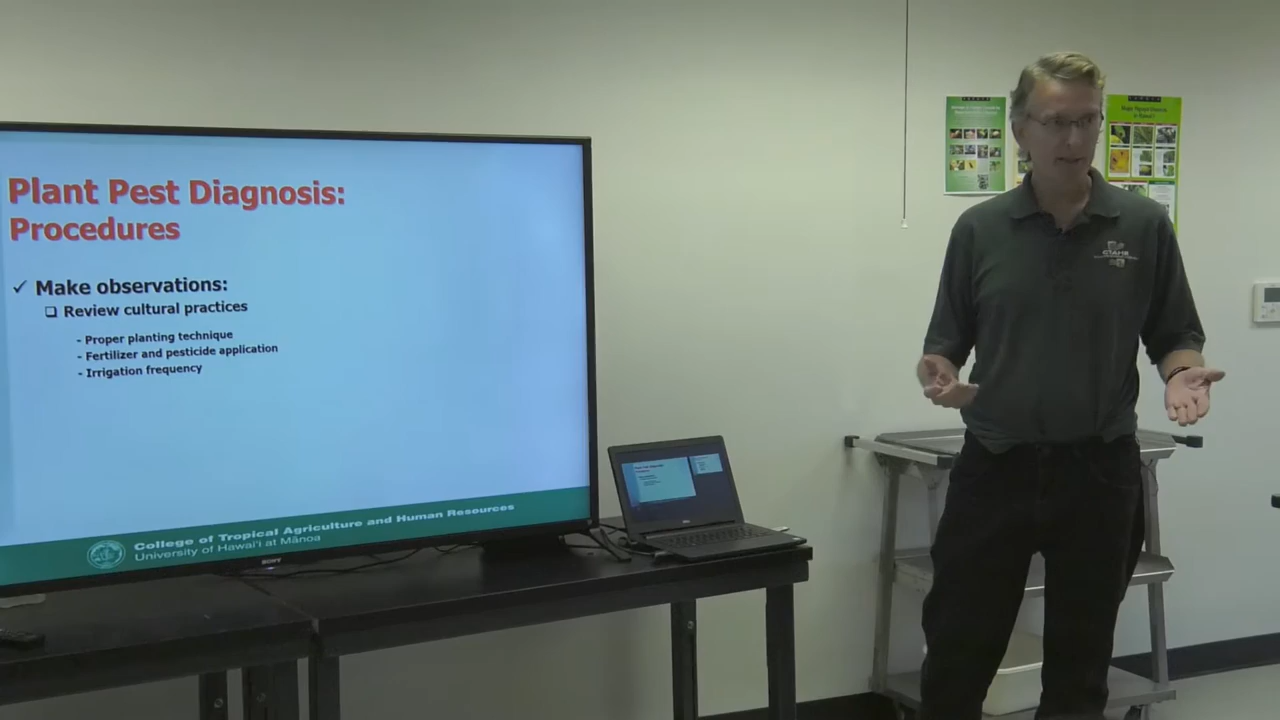 Plant Pest Diagnosis:
Procedures
✓ Make observations:
❑ Review cultural practices
- Proper planting technique
- Fertilizer and pesticide application
- Irrigation frequency
College of Tropical Agriculture and Human Resources
University of Hawai'i at Mānoa
SONY
CTAHR